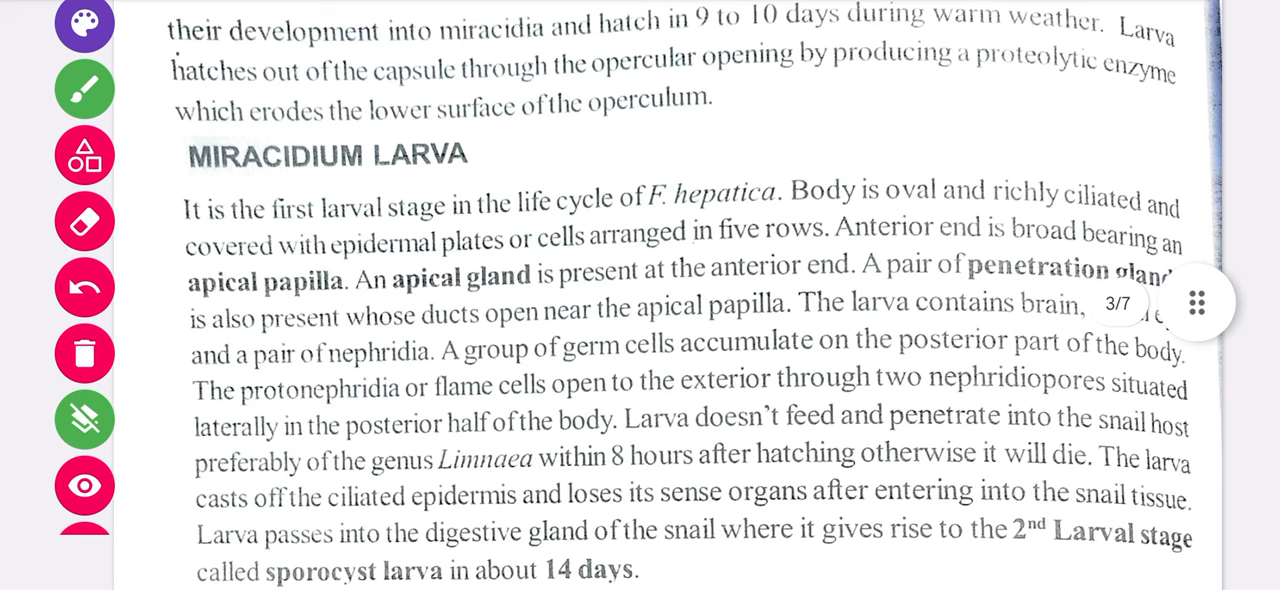 their development into miracidia and hatch in 9 to 10 days during warm weather. Larva
hatches out of the capsule through the opercular opening by producing a proteolytic enzyme
which erodes the lower surface of the operculum.
MIRACIDIUM LARVA
It is the first larval stage in the life cycle of F. hepatica. Body is oval and richly ciliated and
covered with epidermal plates or cells arranged in five rows. Anterior end is broad bearing an
apical papilla. An apical gland is present at the anterior end. A pair of penetration
is also present whose ducts open near the apical papilla. The larva contains brain,
3/7
and a pair of nephridia. A group of germ cells accumulate on the posterior part of the body.
The protonephridia or flame cells open to the exterior through two nephridiopores situated
laterally in the posterior half of the body. Larva doesn't feed and penetrate into the snail host
preferably of the genus Limnaea within 8 hours after hatching otherwise it will die. The larva
casts off the ciliated epidermis and loses its sense organs after entering into the snail tissue.
Larva passes into the digestive gland of the snail where it gives rise to the 2nd Larval stage
called sporocyst larva in about 14 days.